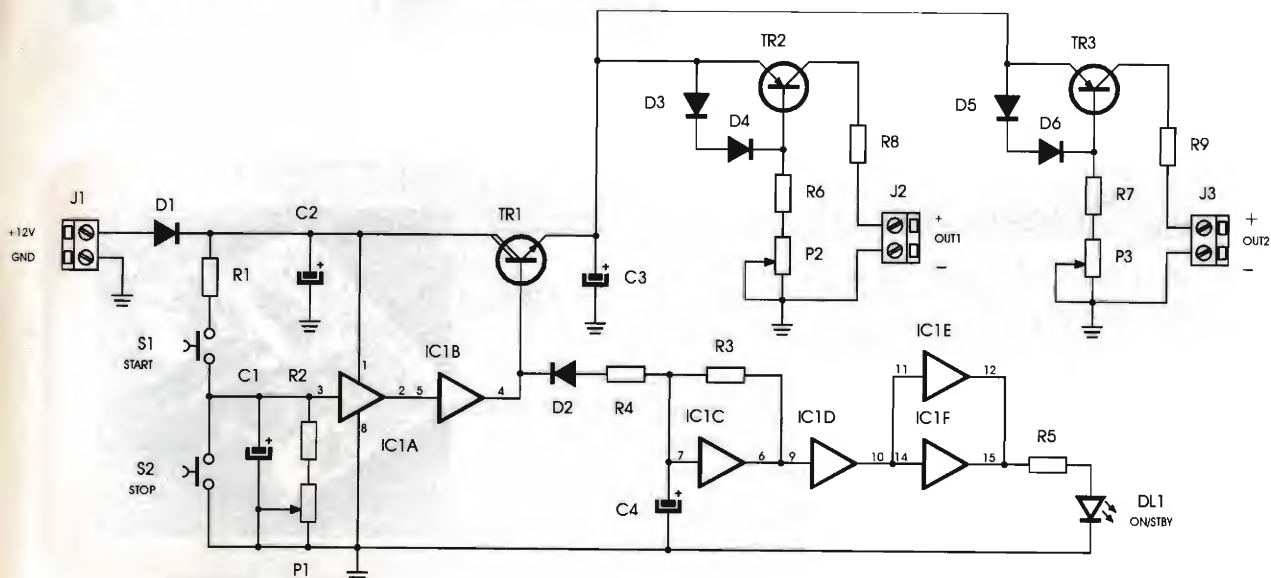 TR2
TR3
D3
D4
R8
D5
D6
R9
J1
D1
C2
TR1
R6
J2
R7
J3
+12V
GND
+
OUT1
−
+
OUT2
−
R1
+
+
C3
P2
P3
S1
START
C1
R2
1
IC1B
R3
IC1E
3
2
5
4
11
12
+
IC1A
8
D2
R4
IC1C
IC1D
IC1F
R5
S2
STOP
7
6
9
10
14
15
C4
+
DL1
ON/STBY
P1